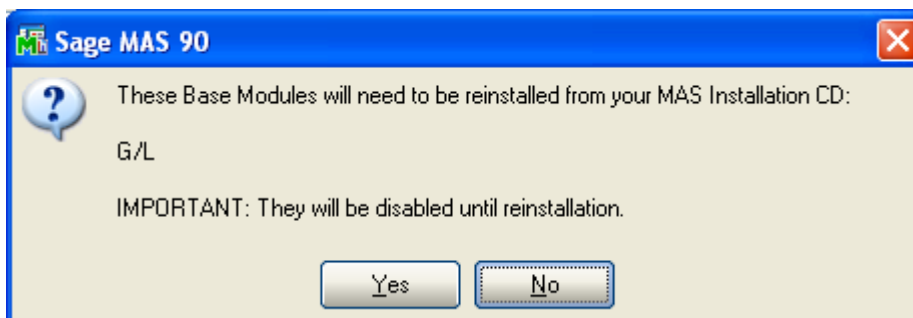 Sage MAS 90
These Base Modules will need to be reinstalled from your MAS Installation CD:
G/L
IMPORTANT: They will be disabled until reinstallation.
Yes No